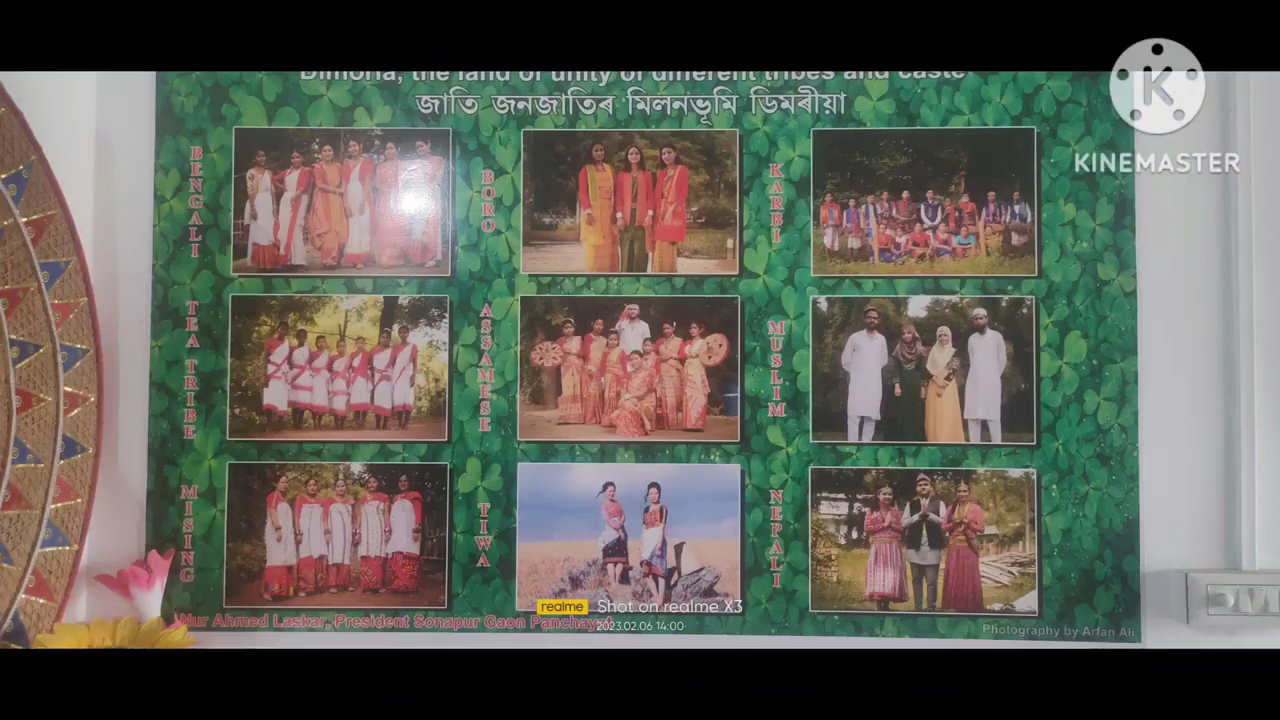 Dimoria, the land of unity of different tribes and caste
জাতি জনজাতিৰ মিলনভূমি ডিমৰীয়া
KINEMASTER
BENGALI
BORO
KARBI
TEA TRIBE
ASSAMESE
MUSLIM
MISING
TIWA
NEPALI
realme Shot on realme X3
2023.02.06 14:00
Nur Ahmed Laskar, President Sonapur Gaon Panchayat
Photography by Arfan Ali